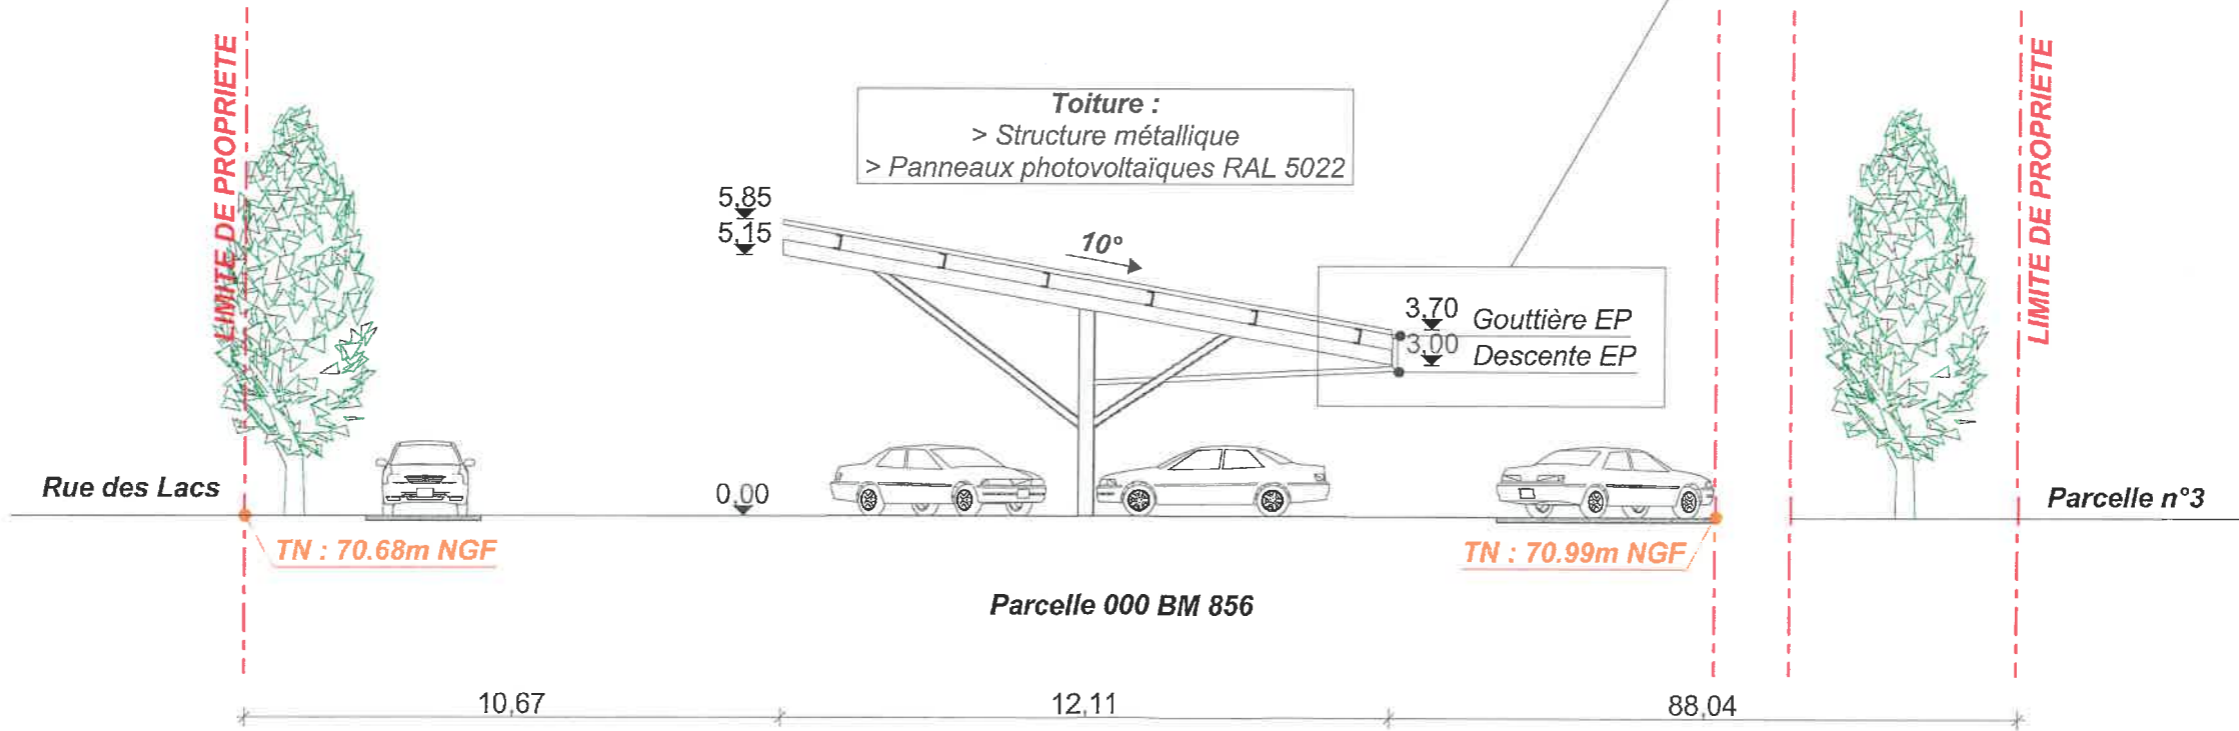 LIMITE DE PROPRIETE
Toiture :
> Structure métallique
> Panneaux photovoltaïques RAL 5022
LIMITE DE PROPRIETE
5,85
5,15
10°
3,70 Gouttière EP
3,00 Descente EP
Rue des Lacs
0,00
Parcelle n°3
TN : 70.68m NGF
TN : 70.99m NGF
Parcelle 000 BM 856
10,67
12,11
88,04